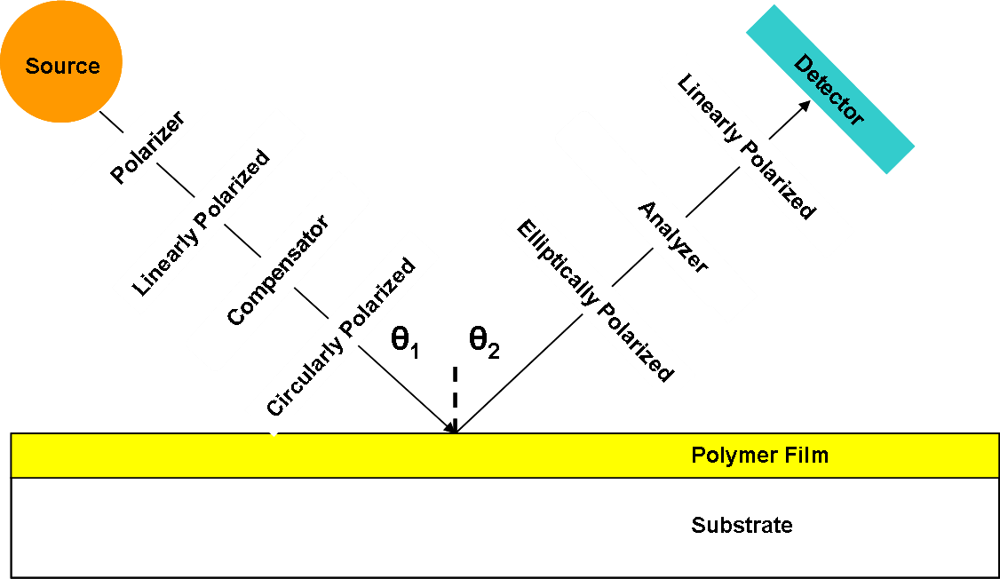 Source
Polarizer
Linearly Polarized
Compensator
Circularly Polarized
θ1
θ2
Elliptically Polarized
Analyzer
Linearly Polarized
Detector
Polymer Film
Substrate